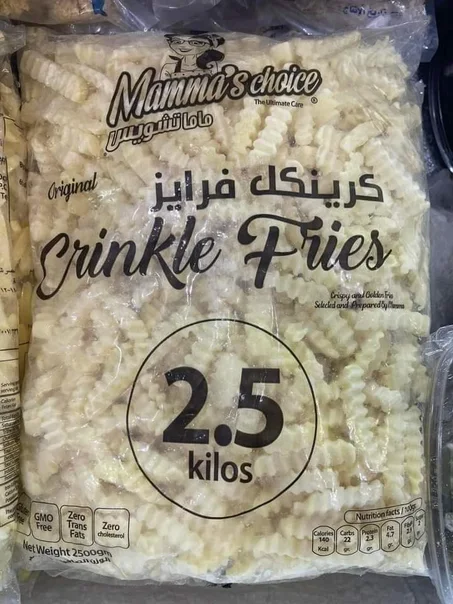 Mamma's choice
The Ultimate Care ®
ماما تشويس
Original
كرينكل فرايز
Crinkle Fries
Crispy and Golden Fries
Selected and Prepared By Mamma
2.5
kilos
GMO Free
Zero Trans Fats
Zero cholesterol
Nutrition facts / 100g
Calories 140 Kcal
Carbs 22 gr
Protein 2.3 gr
Fat 4.7 gr
Net Weight 2500gm